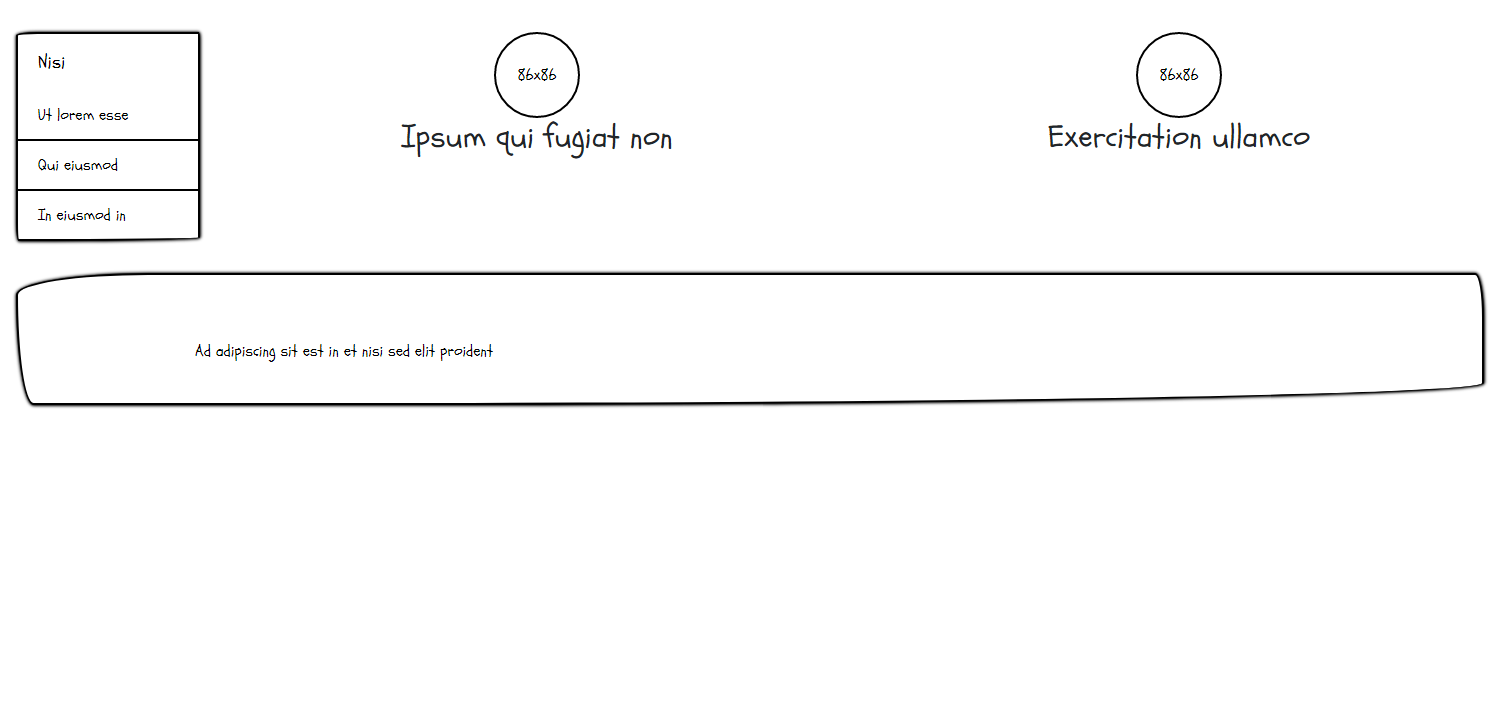 Nisi
Ut lorem esse
Qui eiusmod
In eiusmod in
86x86
Ipsum qui fugiat non
86x86
Exercitation ullamco
Ad adipiscing sit est in et nisi sed elit proident